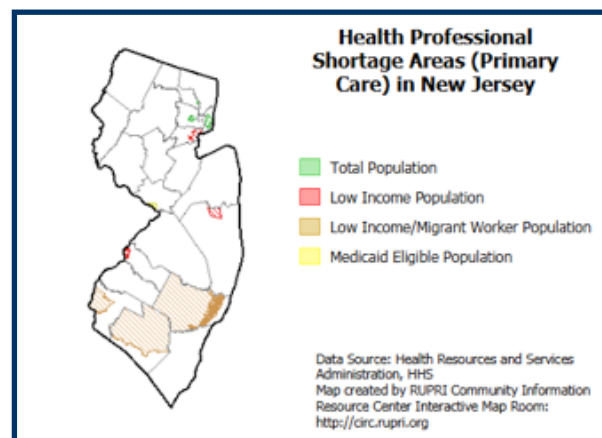 Health Professional
Shortage Areas (Primary
Care) in New Jersey
Total Population
Low Income Population
Low Income/Migrant Worker Population
Medicaid Eligible Population
Data Source: Health Resources and Services
Administration, HHS
Map created by RUPRI Community Information
Resource Center Interactive Map Room:
http://circ.rupri.org